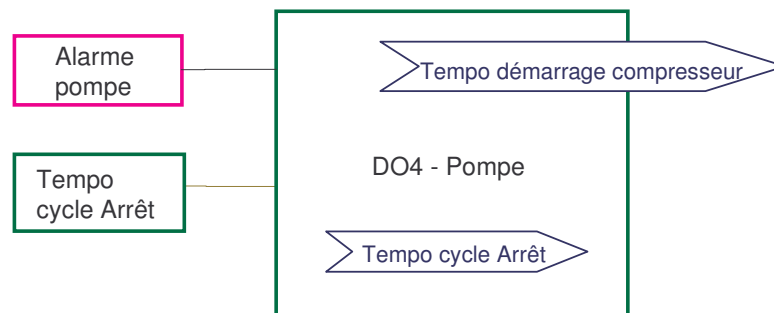 Alarme
pompe
Tempo démarrage compresseur
DO4 - Pompe
Tempo
cycle Arrêt
Tempo cycle Arrêt